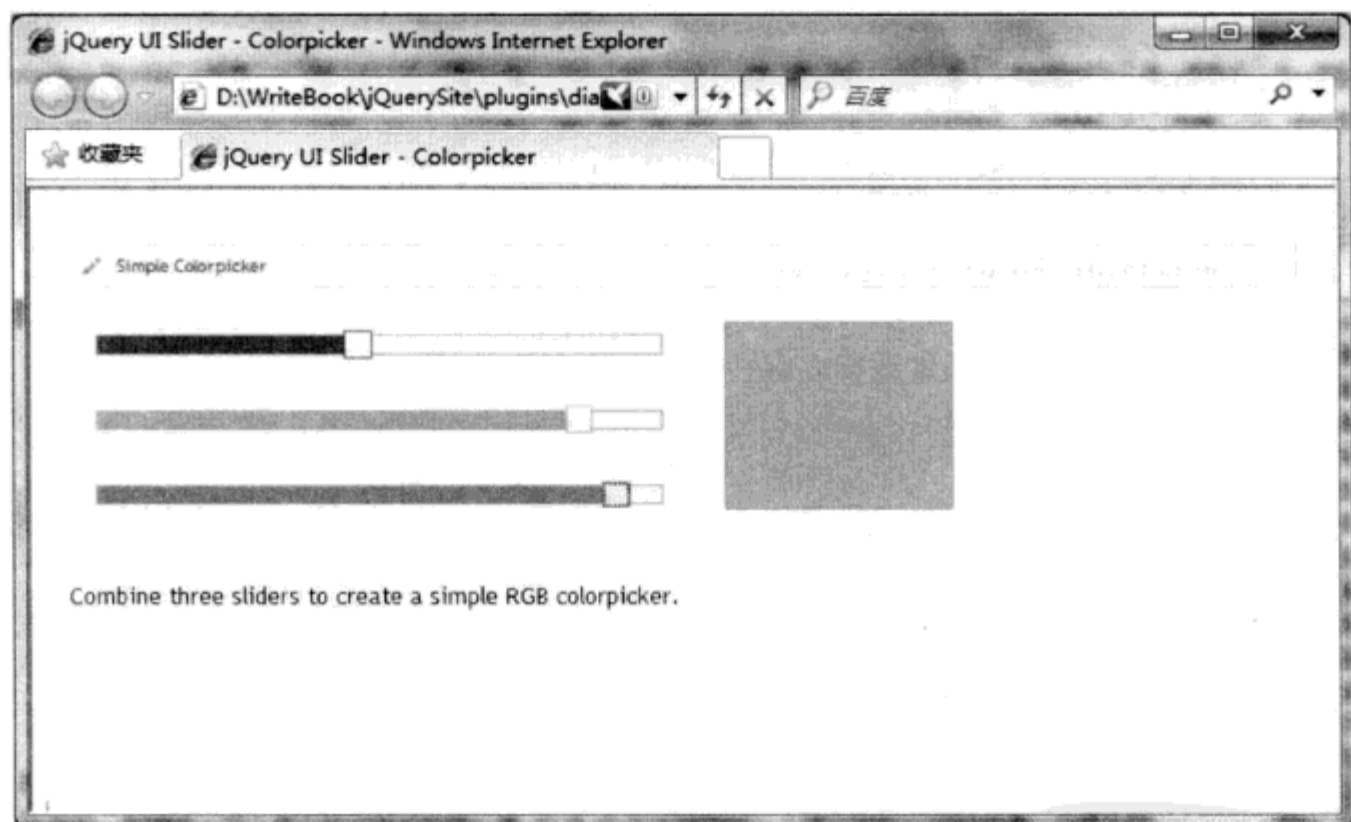 jQuery UI Slider - Colorpicker - Windows Internet Explorer
D:\WriteBook\jQuerySite\plugins\dia
百度
收藏夹
jQuery UI Slider - Colorpicker
Simple Colorpicker
Combine three sliders to create a simple RGB colorpicker.